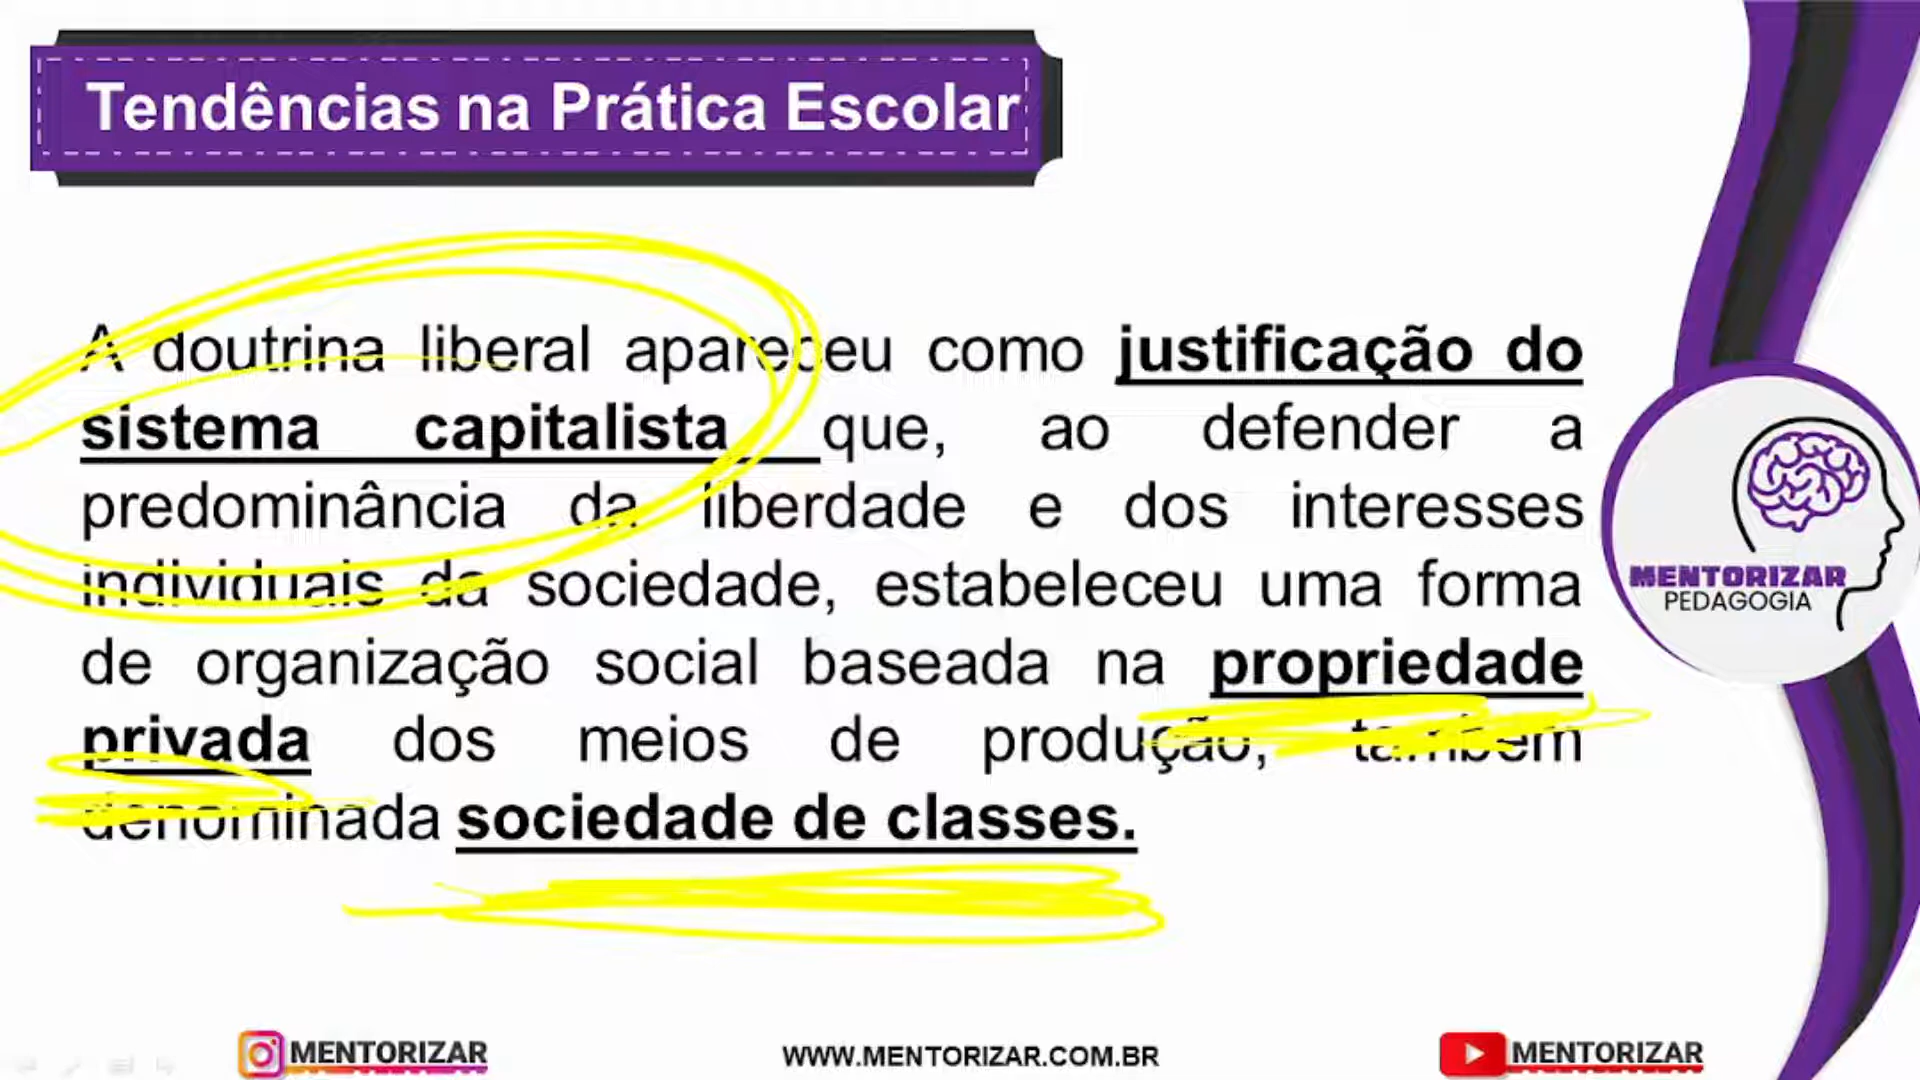 Tendências na Prática Escolar
A doutrina liberal apareceu como justificação do
sistema capitalista que, ao defender a
predominância da liberdade e dos interesses
individuais da sociedade, estabeleceu uma forma
de organização social baseada na propriedade
privada dos meios de produção, também
denominada sociedade de classes.
MENTORIZAR
PEDAGOGIA
MENTORIZAR
WWW.MENTORIZAR.COM.BR
MENTORIZAR